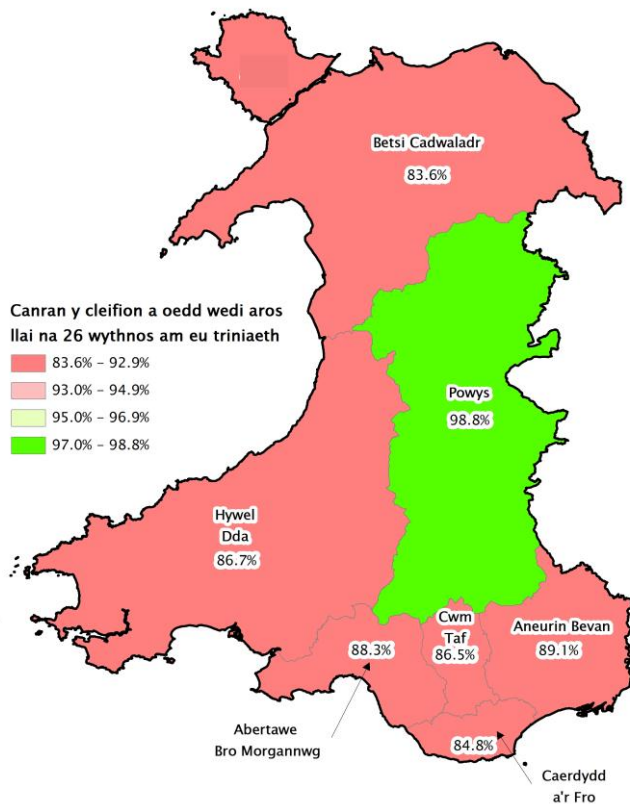 Betsi Cadwaladr
83.6%
Canran y cleifion a oedd wedi aros
llai na 26 wythnos am eu triniaeth
83.6% - 92.9%
93.0% - 94.9%
95.0% - 96.9%
97.0% - 98.8%
Powys
98.8%
Hywel
Dda
86.7%
Cwm
Taf
86.5%
Aneurin Bevan
89.1%
88.3%
Abertawe
Bro Morgannwg
84.8%
Caerdydd
a'r Fro